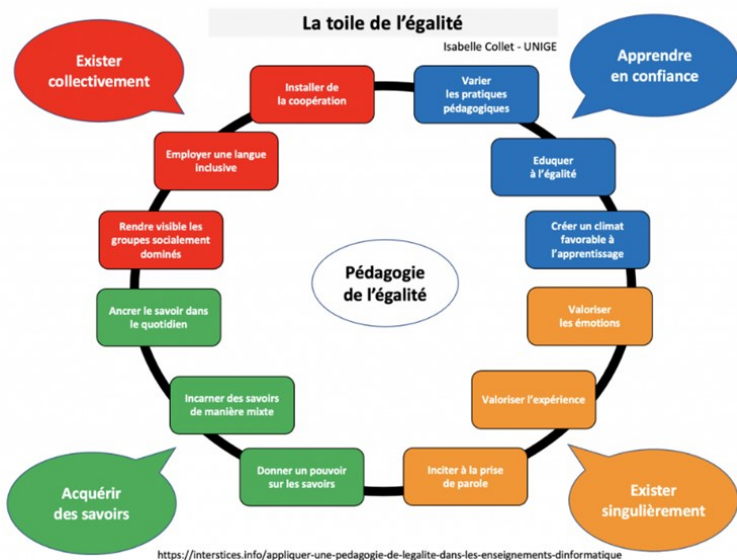 La toile de l'égalité
Isabelle Collet - UNIGE
Exister
collectivement
Apprendre
en confiance
Installer de
la coopération
Varier
les pratiques
pédagogiques
Employer une langue
inclusive
Eduquer
à l'égalité
Rendre visible les
groupes socialement
dominés
Créer un climat
favorable à
l'apprentissage
Pédagogie
de l'égalité
Ancrer le savoir dans
le quotidien
Valoriser
les émotions
Incarner des savoirs
de manière mixte
Valoriser l'expérience
Donner un pouvoir
sur les savoirs
Inciter à la prise
de parole
Acquérir
des savoirs
Exister
singulièrement
https://interstices.info/appliquer-une-pedagogie-de-legalite-dans-les-enseignements-dinformatique